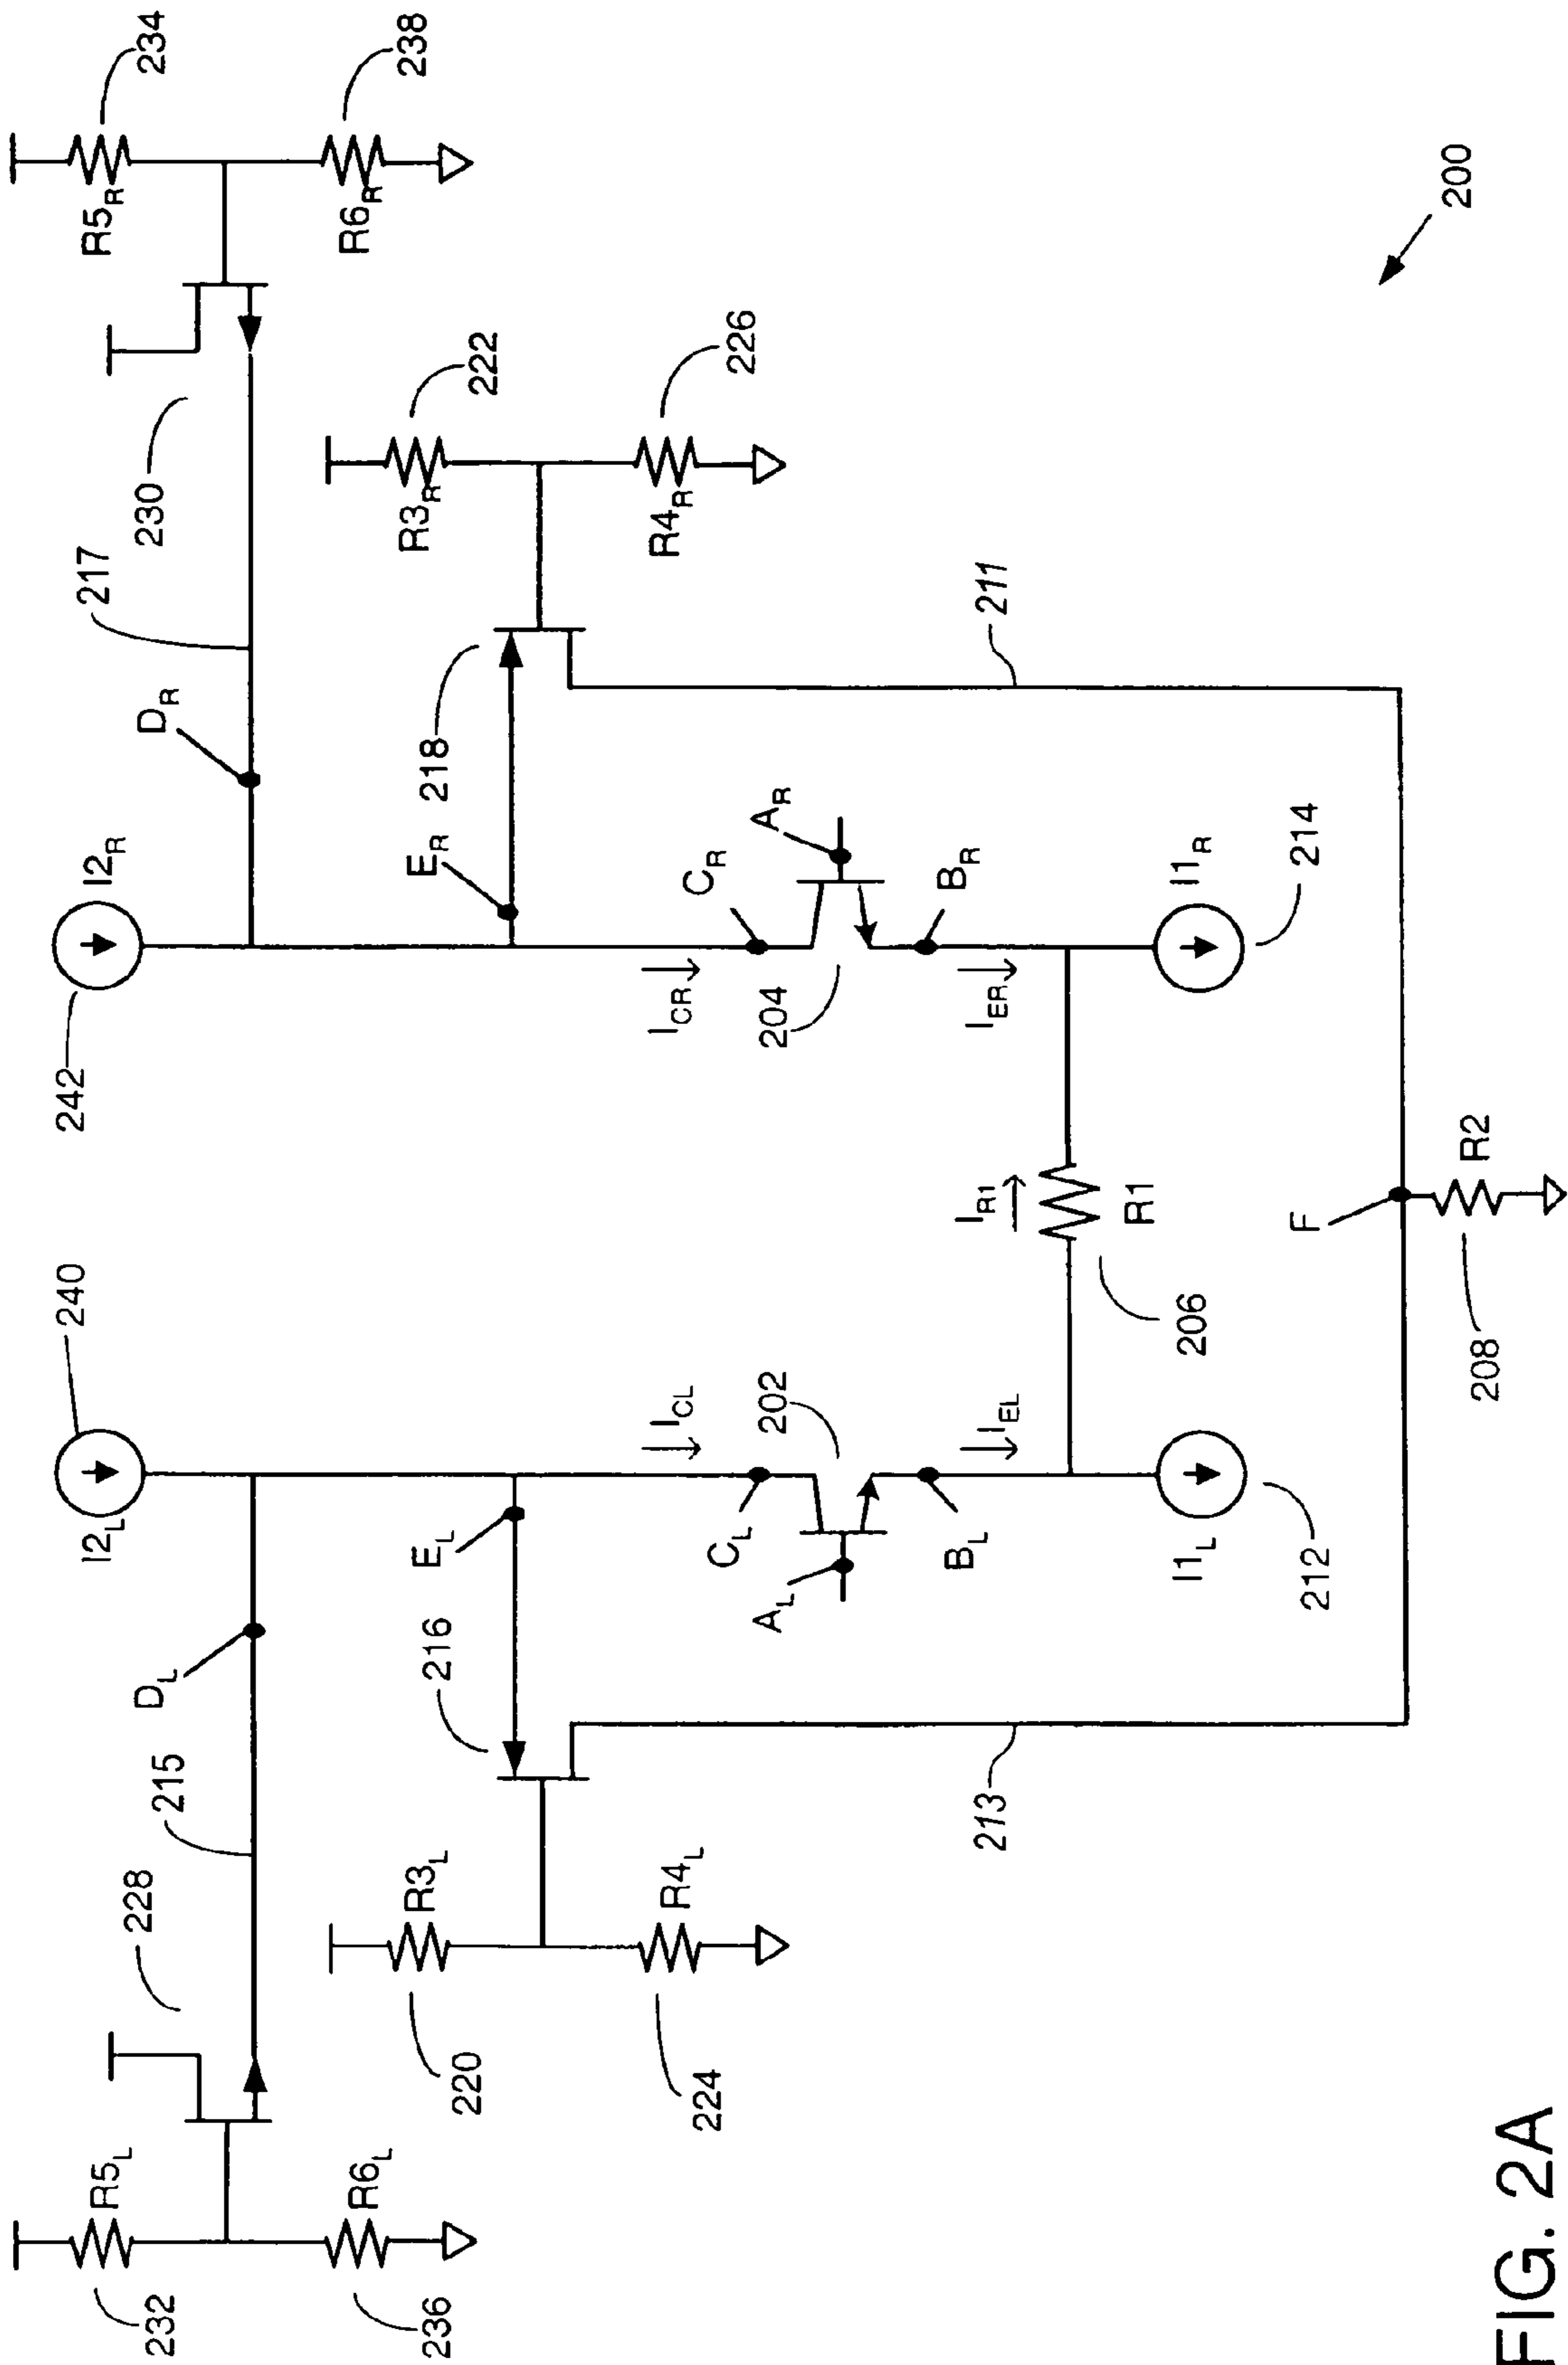 234
R5R
238
R6R
230
217
DR
I2R
242
222
R3R
226
R4R
218
ER
211
CR
AR
ICR
204
BR
IER
I1R
214
200
240
I2L
IR1
R1
206
F
R2
208
DL
215
EL
216
ICL
CL
202
AL
IEL
BL
I1L
212
213
228
R5L
232
R6L
236
R3L
220
R4L
224
FIG. 2A